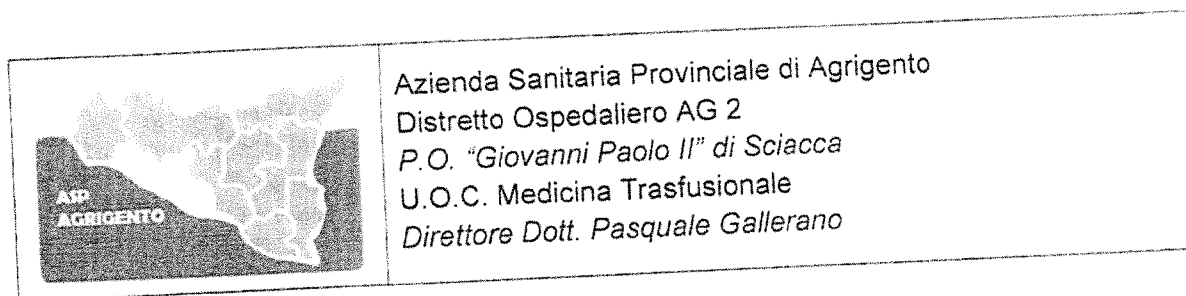 ASP
AGRIGENTO
Azienda Sanitaria Provinciale di Agrigento
Distretto Ospedaliero AG 2
P.O. "Giovanni Paolo II" di Sciacca
U.O.C. Medicina Trasfusionale
Direttore Dott. Pasquale Gallerano